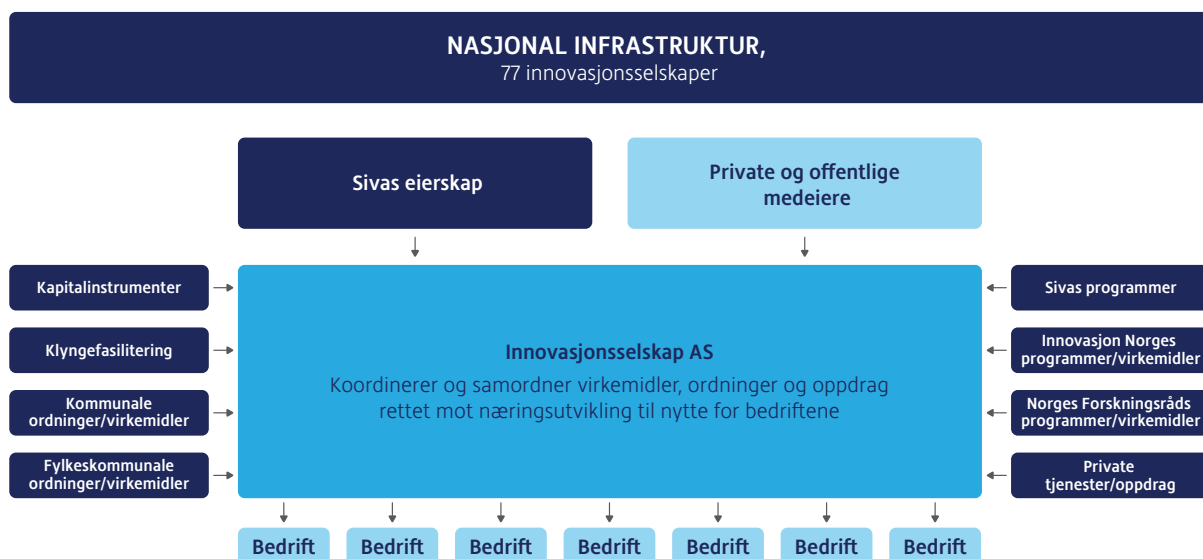 NASJONAL INFRASTRUKTUR,
77 innovasjonsselskaper
Sivas eierskap
Private og offentlige
medeiere
Kapitalinstrumenter
Klyngefasilitering
Kommunale
ordninger/virkemidler
Fylkeskommunale
ordninger/virkemidler
Innovasjonsselskap AS
Koordinerer og samordner virkemidler, ordninger og oppdrag
rettet mot næringsutvikling til nytte for bedriftene
Sivas programmer
Innovasjon Norges
programmer/virkemidler
Norges Forskningsråds
programmer/virkemidler
Private
tjenester/oppdrag
Bedrift
Bedrift
Bedrift
Bedrift
Bedrift
Bedrift
Bedrift